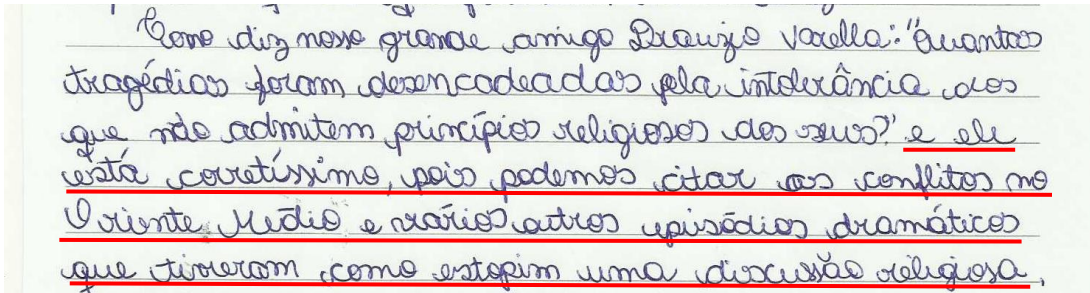 Como diz nosso grande amigo Drauzio Varella: "Quantas
tragédias foram desencadeadas pela intolerância dos
que não admitem princípios religiosos dos seus?" e ele
está corretíssimo, pois podemos citar os conflitos no
Oriente Médio e vários outros episódios dramáticos
que tiveram como estopim uma discussão religiosa.